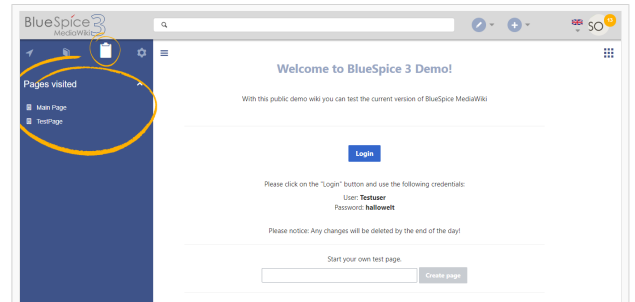 BlueSpice 3
MediaWiki
SO
Pages visited
Main Page
TestPage
Welcome to BlueSpice 3 Demo!
With this public demo wiki you can test the current version of BlueSpice MediaWiki
Login
Please click on the "Login" button and use the following credentials:
User: Testuser
Password: hallowelt
Please notice: Any changes will be deleted by the end of the day!
Start your own test page.
Create page